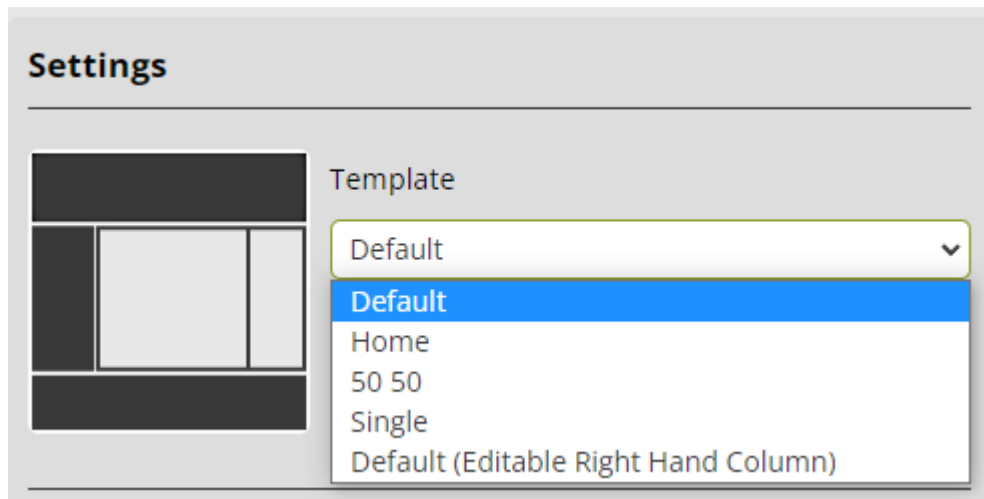 Settings
Template
Default
Default
Home
50 50
Single
Default (Editable Right Hand Column)